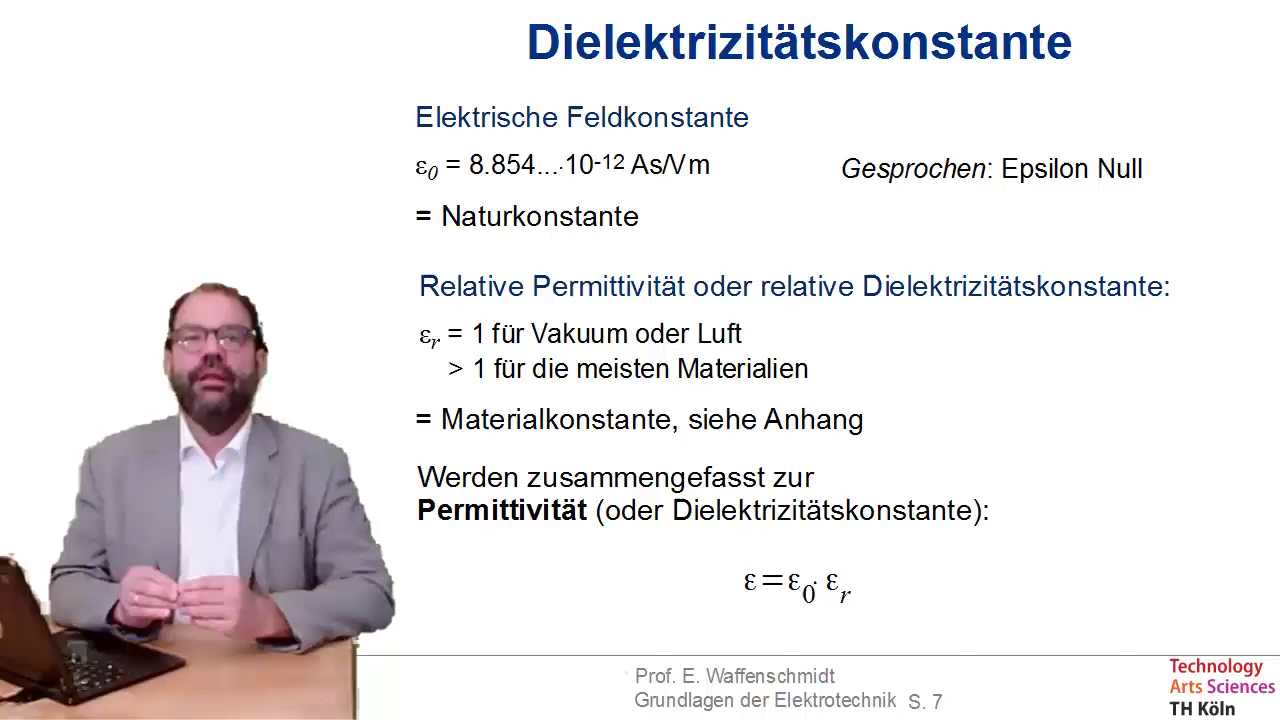 Dielektrizitätskonstante
Elektrische Feldkonstante
ε0 = 8.854...·10-12 As/Vm
Gesprochen: Epsilon Null
= Naturkonstante
Relative Permittivität oder relative Dielektrizitätskonstante:
εr = 1 für Vakuum oder Luft
> 1 für die meisten Materialien
= Materialkonstante, siehe Anhang
Werden zusammengefasst zur
Permittivität (oder Dielektrizitätskonstante):
ε=ε0·εr
Prof. E. Waffenschmidt
Grundlagen der Elektrotechnik S. 7
Technology
Arts Sciences
TH Köln